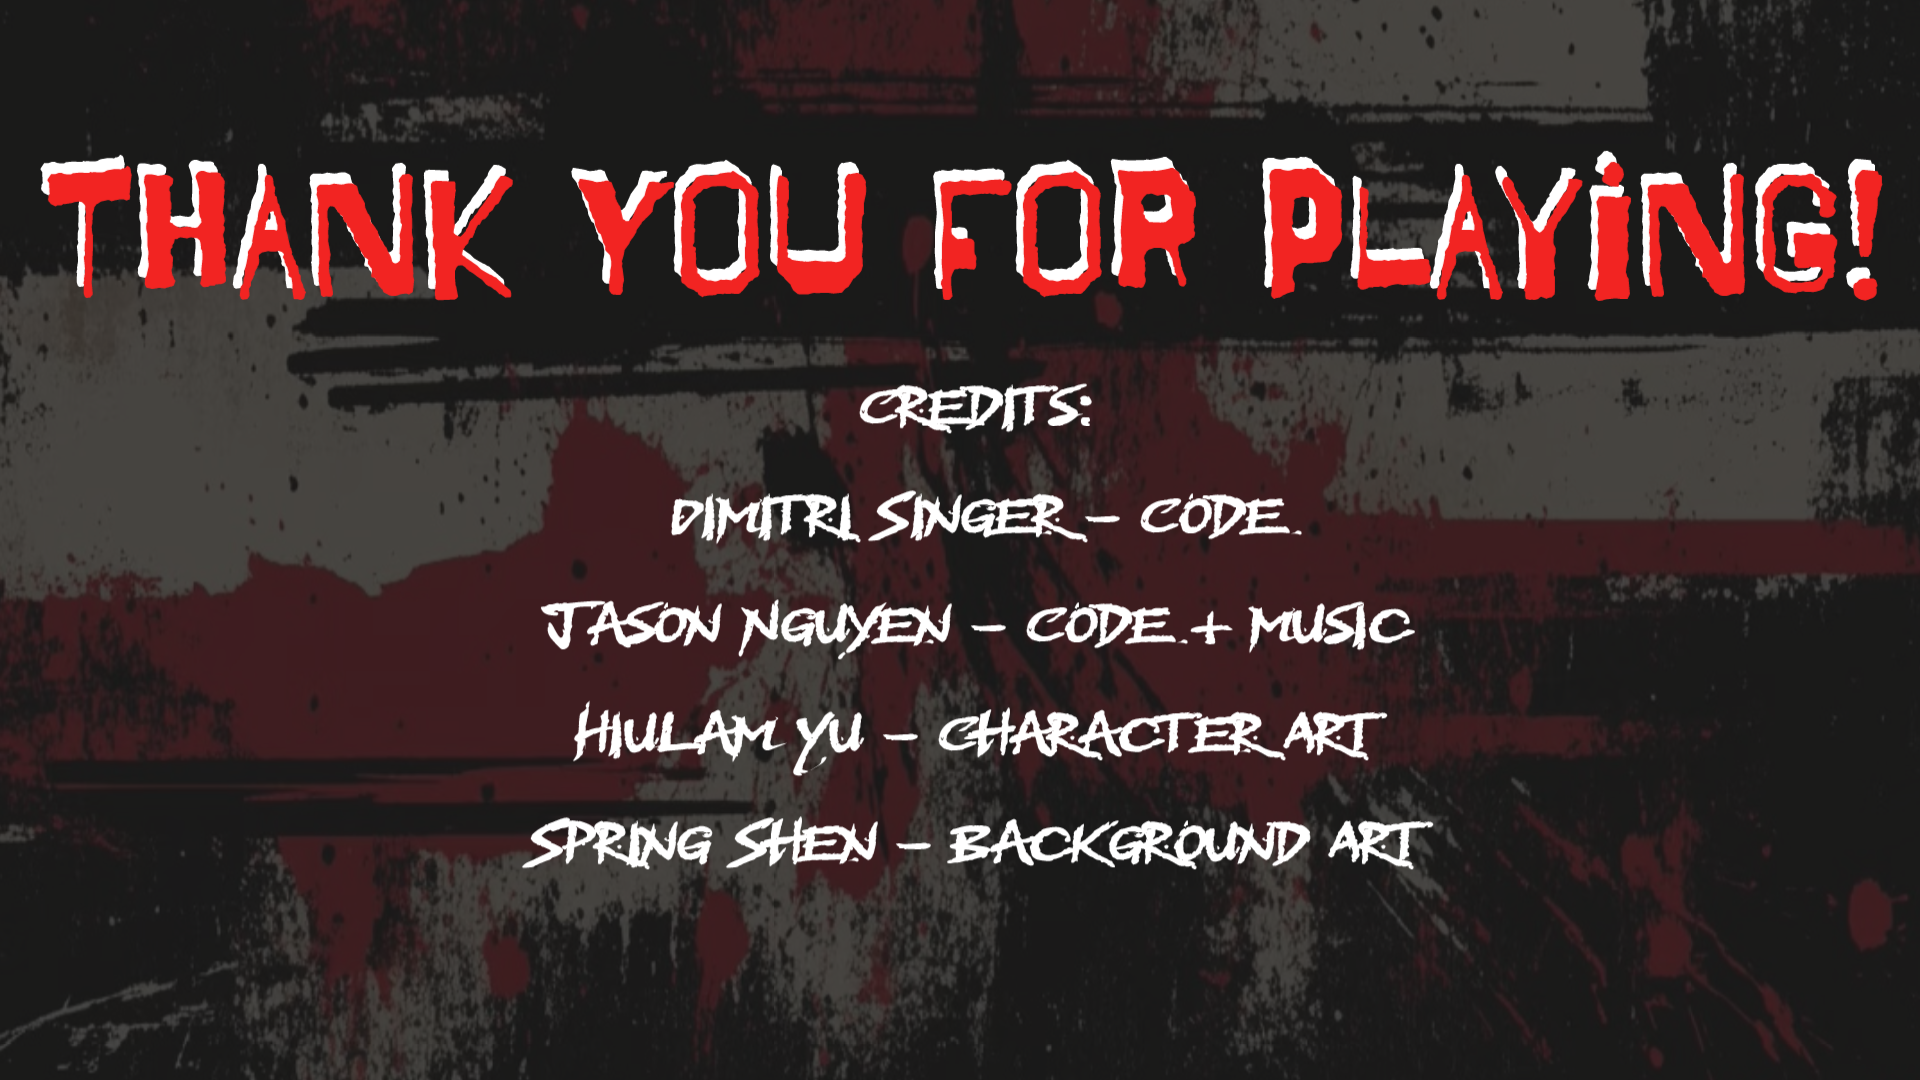 THANK YOU FOR PLAYiNG!
CREDITS:
DIMITRI SINGER - CODE
JASON NGUYEN - CODE + MUSIC
HIULAM YU - CHARACTER ART
SPRING SHEN - BACKGROUND ART